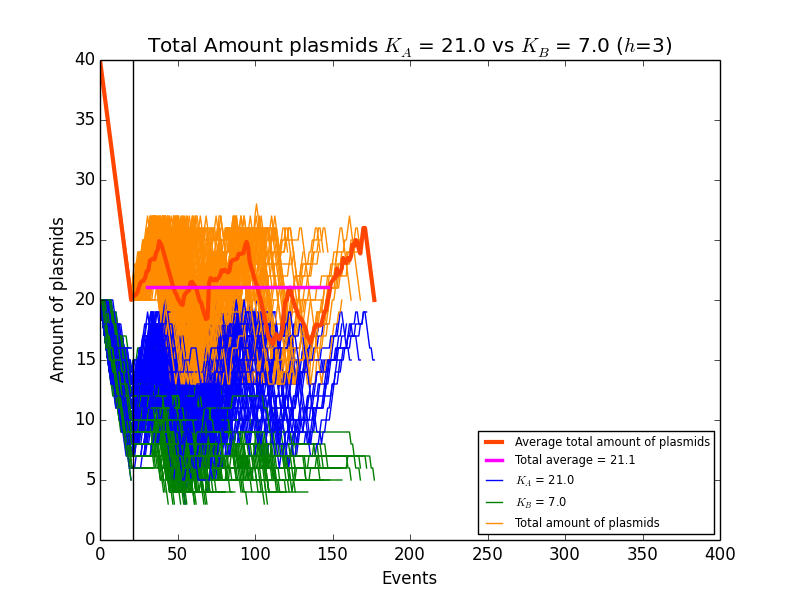 Total Amount plasmids K_A = 21.0 vs K_B = 7.0 (h=3)
Amount of plasmids
40
35
30
25
20
15
10
5
0
0 50 100 150 200 250 300 350 400
Events
Average total amount of plasmids
Total average = 21.1
K_A = 21.0
K_B = 7.0
Total amount of plasmids